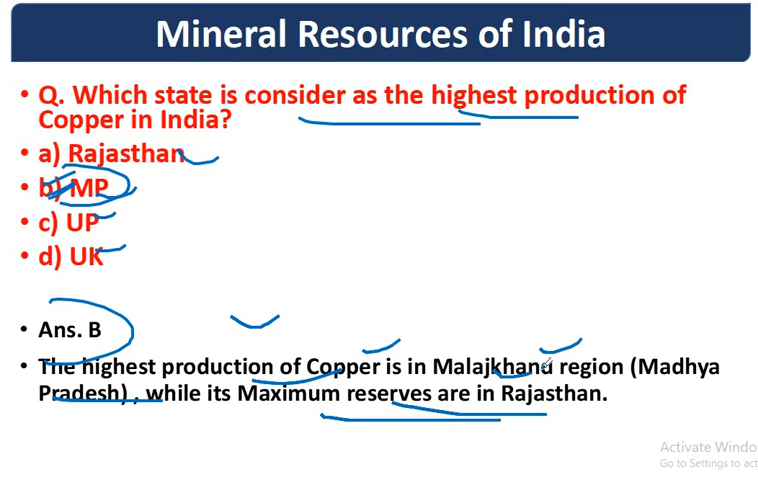 Mineral Resources of India
• Q. Which state is consider as the highest production of
Copper in India?
• a) Rajasthan
• b) MP
• c) UP
• d) UK
• Ans. B
• The highest production of Copper is in Malajkhand region (Madhya
Pradesh) , while its Maximum reserves are in Rajasthan.
Activate Windo
Go to Settings to act